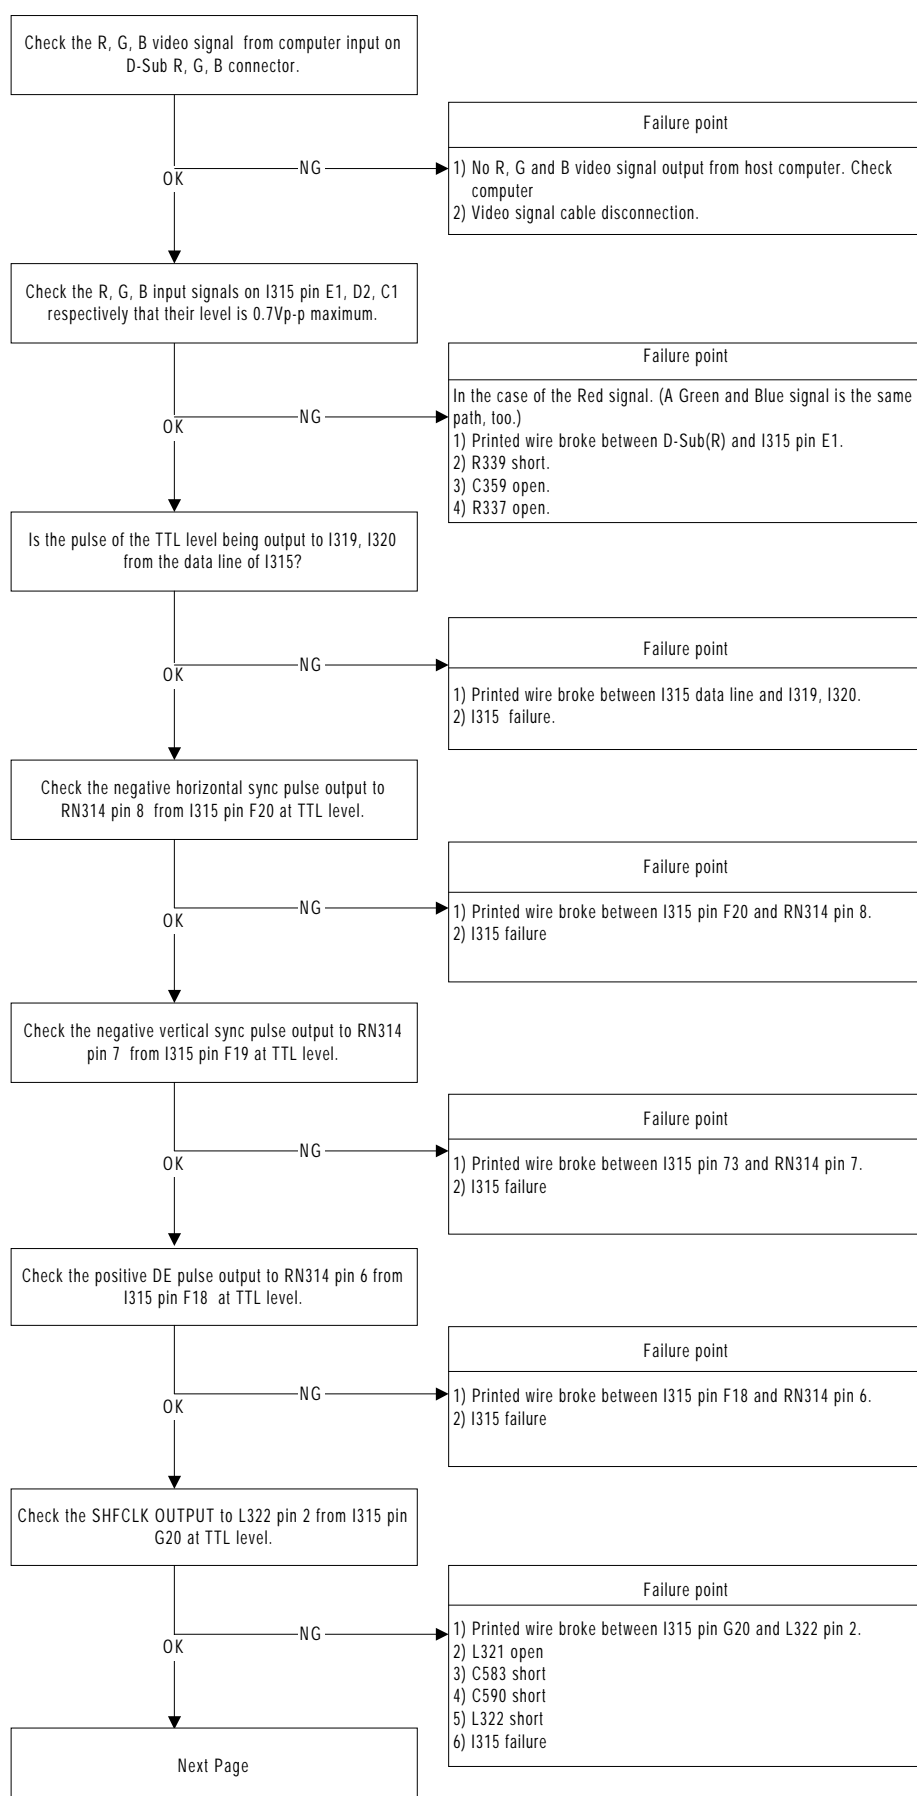 Check the R, G, B video signal from computer input on
D-Sub R, G, B connector.
OK
NG
Failure point
1) No R, G and B video signal output from host computer. Check
computer
2) Video signal cable disconnection.
Check the R, G, B input signals on I315 pin E1, D2, C1
respectively that their level is 0.7Vp-p maximum.
OK
NG
Failure point
In the case of the Red signal. (A Green and Blue signal is the same
path, too.)
1) Printed wire broke between D-Sub(R) and I315 pin E1.
2) R339 short.
3) C359 open.
4) R337 open.
Is the pulse of the TTL level being output to I319, I320
from the data line of I315?
OK
NG
Failure point
1) Printed wire broke between I315 data line and I319, I320.
2) I315 failure.
Check the negative horizontal sync pulse output to
RN314 pin 8 from I315 pin F20 at TTL level.
OK
NG
Failure point
1) Printed wire broke between I315 pin F20 and RN314 pin 8.
2) I315 failure
Check the negative vertical sync pulse output to RN314
pin 7 from I315 pin F19 at TTL level.
OK
NG
Failure point
1) Printed wire broke between I315 pin 73 and RN314 pin 7.
2) I315 failure
Check the positive DE pulse output to RN314 pin 6 from
I315 pin F18 at TTL level.
OK
NG
Failure point
1) Printed wire broke between I315 pin F18 and RN314 pin 6.
2) I315 failure
Check the SHFCLK OUTPUT to L322 pin 2 from I315 pin
G20 at TTL level.
OK
NG
Failure point
1) Printed wire broke between I315 pin G20 and L322 pin 2.
2) L321 open
3) C583 short
4) C590 short
5) L322 short
6) I315 failure
Next Page